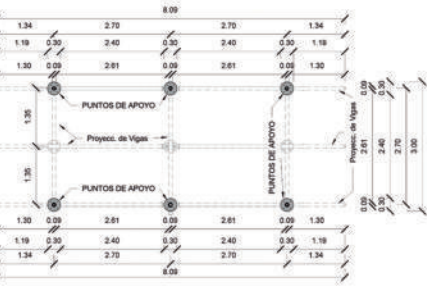 8.09
1.34 2.70 2.70 1.34
1.19 0.30 2.40 0.30 2.40 0.30 1.19
1.30 0.09 2.61 0.09 2.61 0.09 1.30
PUNTOS DE APOYO
1.35
Proyecc. de Vigas
1.35
PUNTOS DE APOYO
PUNTOS DE APOYO
Proyecc. de Vigas
0.09 2.61 0.09
0.30 2.40 0.30
2.70
3.00
1.30 0.09 2.61 0.09 2.61 0.09 1.30
1.19 0.30 2.40 0.30 2.40 0.30 1.19
1.34 2.70 2.70 1.34
8.09